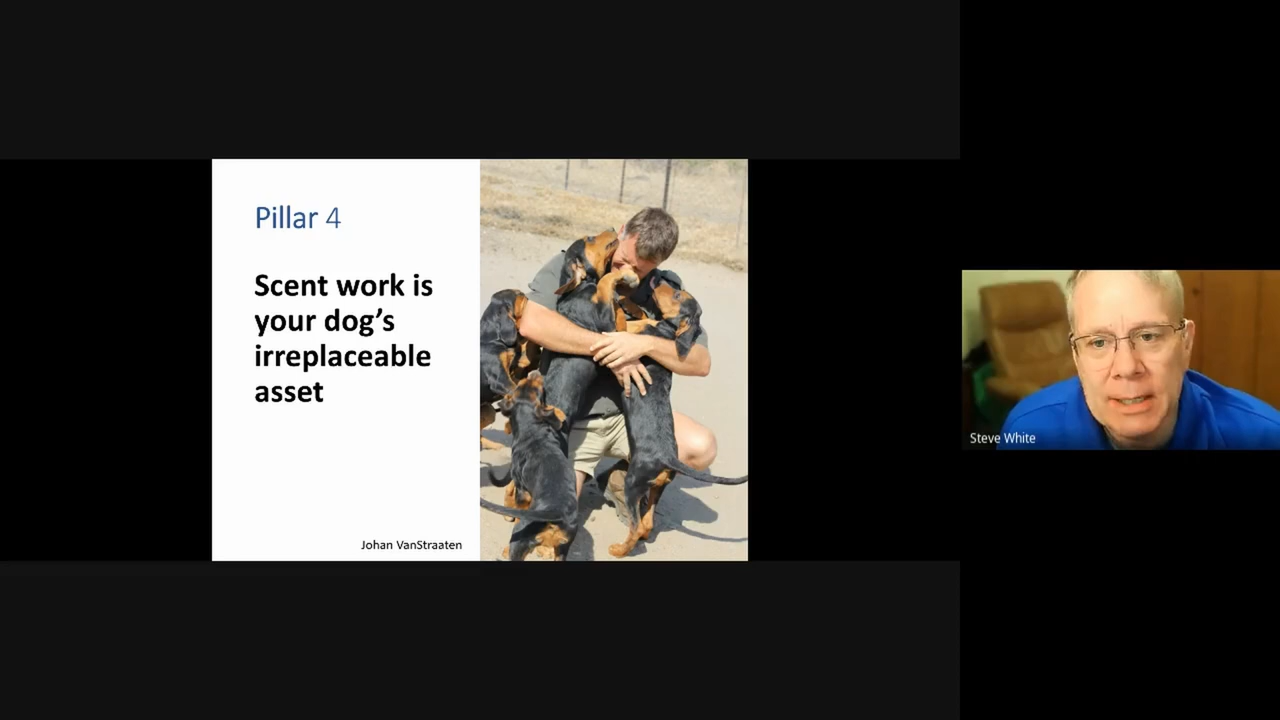 Pillar 4
Scent work is
your dog’s
irreplaceable
asset
Johan VanStraaten
Steve White